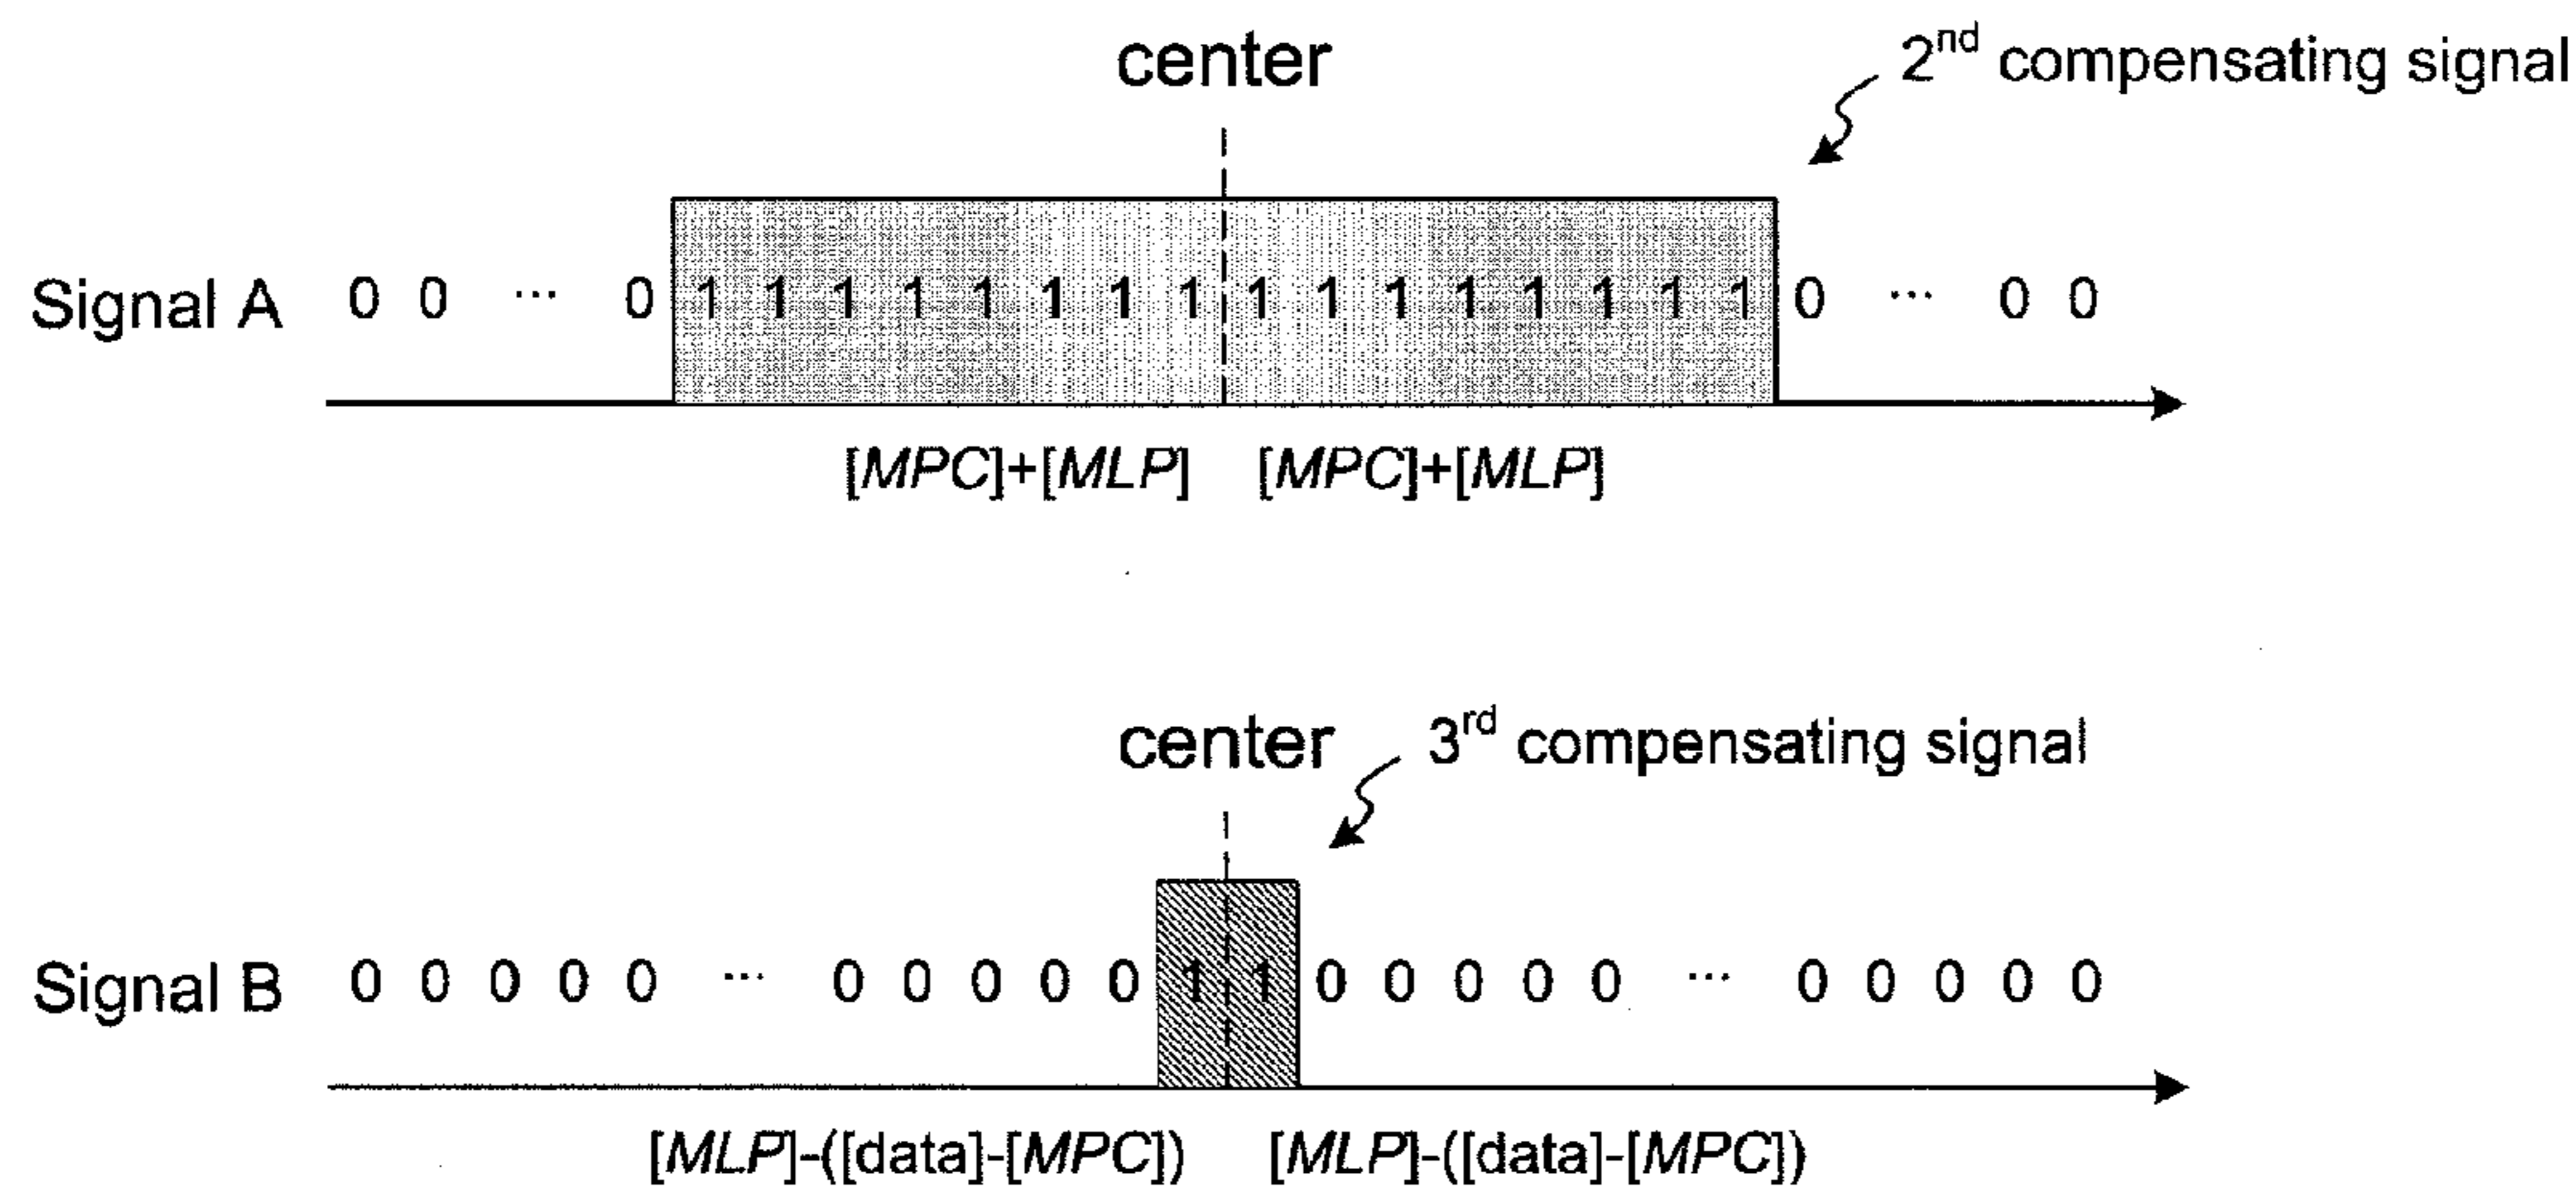 center
2nd compensating signal
Signal A 0 0 ... 0 1 1 1 1 1 1 1 1 1 1 1 1 1 1 1 1 0 ... 0 0
[MPC]+[MLP] [MPC]+[MLP]
center
3rd compensating signal
Signal B 0 0 0 0 0 ... 0 0 0 0 0 1 1 0 0 0 0 0 ... 0 0 0 0 0
[MLP]-([data]-[MPC]) [MLP]-([data]-[MPC])